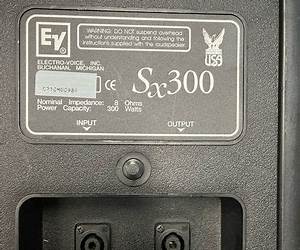 EV
WARNING: DO NOT suspend overhead
without understanding and following the
instructions supplied with the loudspeaker.
ELECTRO-VOICE, INC.
BUCHANAN, MICHIGAN
USA
Sx300
Nominal Impedance: 8 Ohms
Power Capacity: 300 Watts
INPUT
OUTPUT